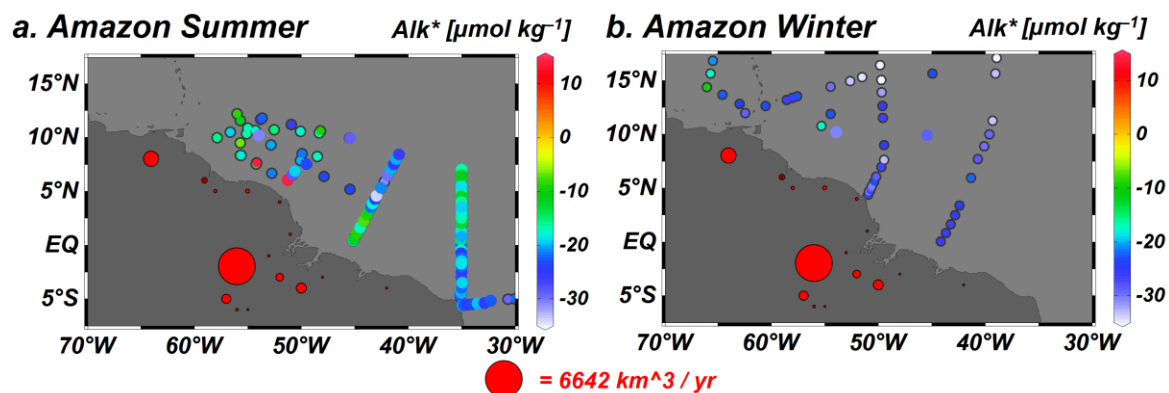 a. Amazon Summer
Alk* [µmol kg⁻¹]
15°N
10°N
5°N
EQ
5°S
70°W 60°W 50°W 40°W 30°W
10
0
-10
-20
-30
b. Amazon Winter
Alk* [µmol kg⁻¹]
15°N
10°N
5°N
EQ
5°S
70°W 60°W 50°W 40°W 30°W
10
0
-10
-20
-30
= 6642 km^3 / yr